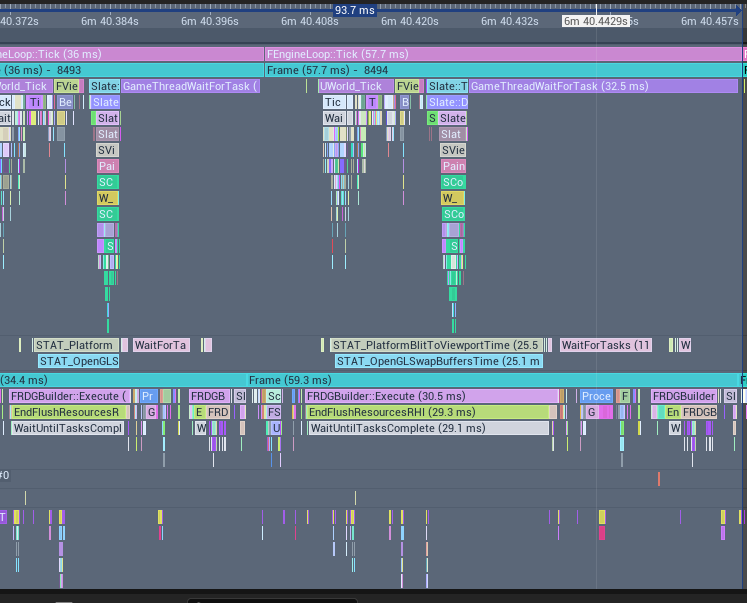 93.7 ms
40.372s 6m 40.384s 6m 40.396s 6m 40.408s 6m 40.420s 6m 40.432s 6m 40.4429s 6m 40.457s
neLoop::Tick (36 ms) FEngineLoop::Tick (57.7 ms)
(36 ms) - 8493 Frame (57.7 ms) - 8494
orld_Tick FVie Slate: GameThreadWaitForTask ( UWorld_Tick FVie Slate::T GameThreadWaitForTask (32.5 ms)
ck Ti Be Slate Tic T B Slate::D
ait Slat Wai S Slate
Slat Slat
SVi SVie
Pai Pain
SC SCo
W_ W_
SC SCo
S S
STAT_Platform WaitForTa STAT_PlatformBlitToViewportTime (25.5 WaitForTasks (11 W
STAT_OpenGLS STAT_OpenGLSwapBuffersTime (25.1 m
(34.4 ms) Frame (59.3 ms) F
FRDGBuilder::Execute ( Pr FRDGB Sl Sc FRDGBuilder::Execute (30.5 ms) Proce F FRDGBuilder Sl
EndFlushResourcesR G E FRD FS EndFlushResourcesRHI (29.3 ms) G En FRDGB
WaitUntilTasksCompl W U WaitUntilTasksComplete (29.1 ms) W
#0
T